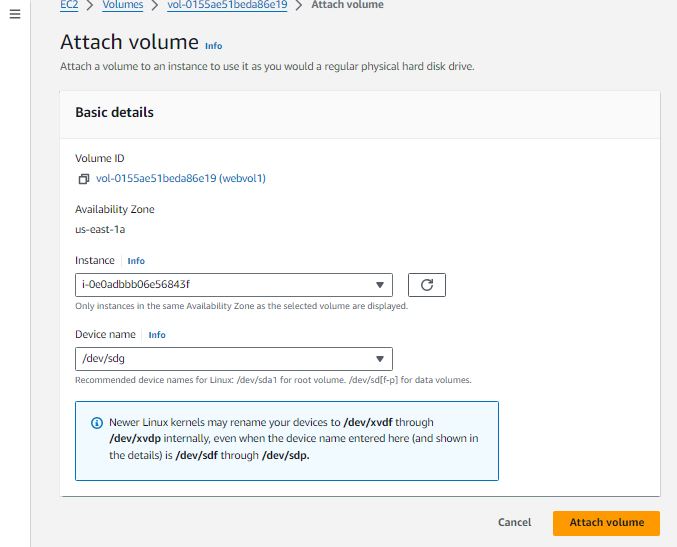 EC2 > Volumes > vol-0155ae51beda86e19 > Attach volume
Attach volume Info
Attach a volume to an instance to use it as you would a regular physical hard disk drive.
Basic details
Volume ID
vol-0155ae51beda86e19 (webvol1)
Availability Zone
us-east-1a
Instance | Info
i-0e0adbbb06e56843f
Only instances in the same Availability Zone as the selected volume are displayed.
Device name | Info
/dev/sdg
Recommended device names for Linux: /dev/sda1 for root volume. /dev/sd[f-p] for data volumes.
Newer Linux kernels may rename your devices to /dev/xvdf through
/dev/xvdp internally, even when the device name entered here (and shown in
the details) is /dev/sdf through /dev/sdp.
Cancel Attach volume